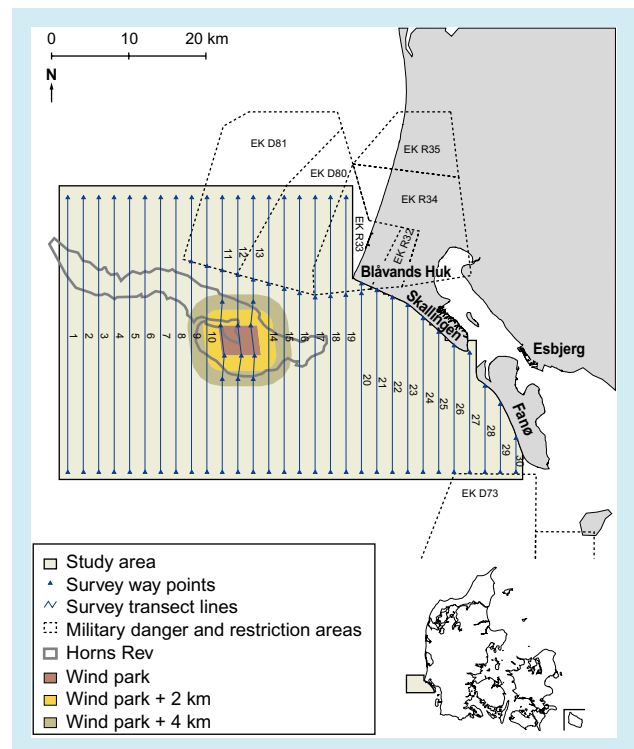 0 10 20 km
N
EK D81
EK D80
EK R35
EK R34
EK R33
EK R32
Blåvands Huk
Skallingen
Esbjerg
Fanø
1 2 3 4 5 6 7 8 9 10 11 12 13 14 15 16 17 18 19 20 21 22 23 24 25 26 27 28 29 30
EK D73
Study area
Survey way points
Survey transect lines
Military danger and restriction areas
Horns Rev
Wind park
Wind park + 2 km
Wind park + 4 km